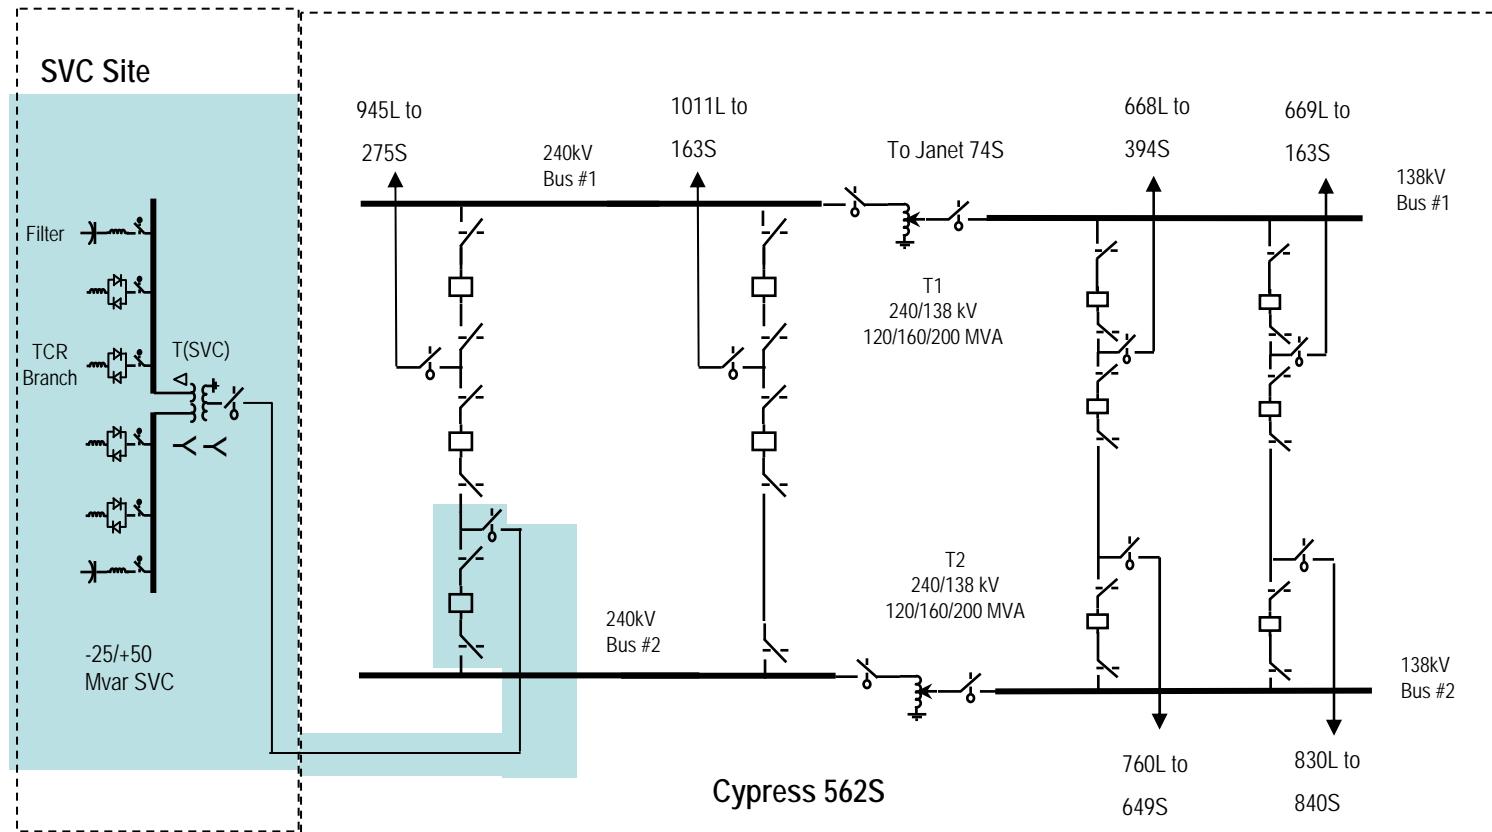 SVC Site
945L to
275S
240kV
Bus #1
1011L to
163S
To Janet 74S
668L to
394S
669L to
163S
138kV
Bus #1
Filter
TCR
Branch
T(SVC)
T1
240/138 kV
120/160/200 MVA
T2
240/138 kV
120/160/200 MVA
240kV
Bus #2
-25/+50
Mvar SVC
138kV
Bus #2
760L to
649S
830L to
840S
Cypress 562S